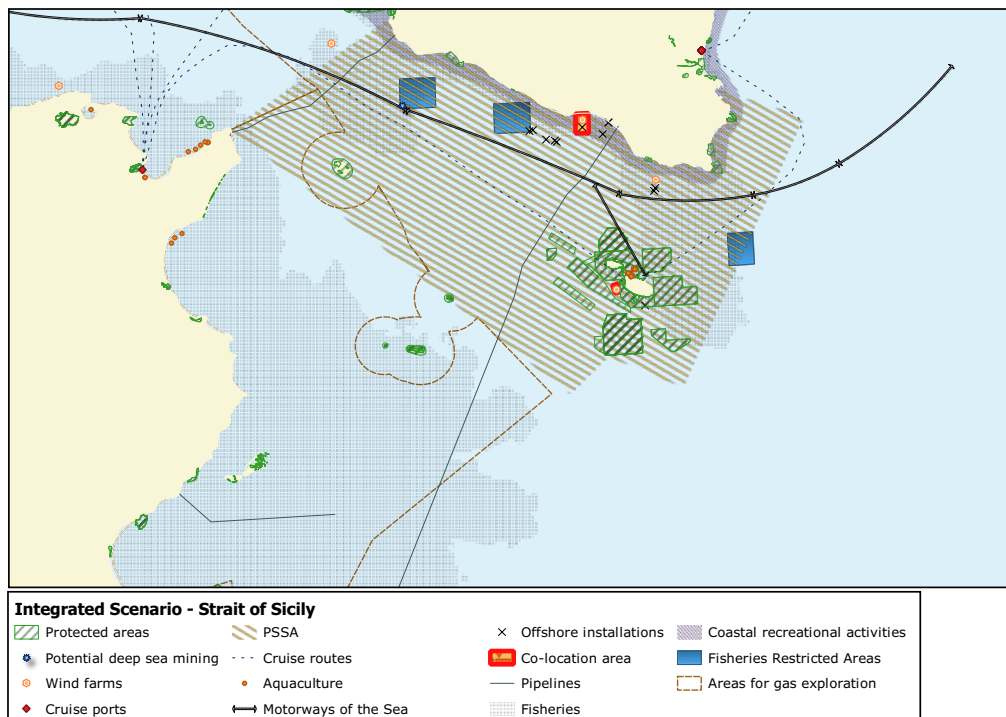 Integrated Scenario - Strait of Sicily
Protected areas PSSA Offshore installations Coastal recreational activities
Potential deep sea mining Cruise routes Co-location area Fisheries Restricted Areas
Wind farms Aquaculture Pipelines Areas for gas exploration
Cruise ports Motorways of the Sea Fisheries